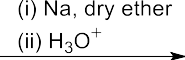 (i) Na, dry ether
(ii) H₃O⁺